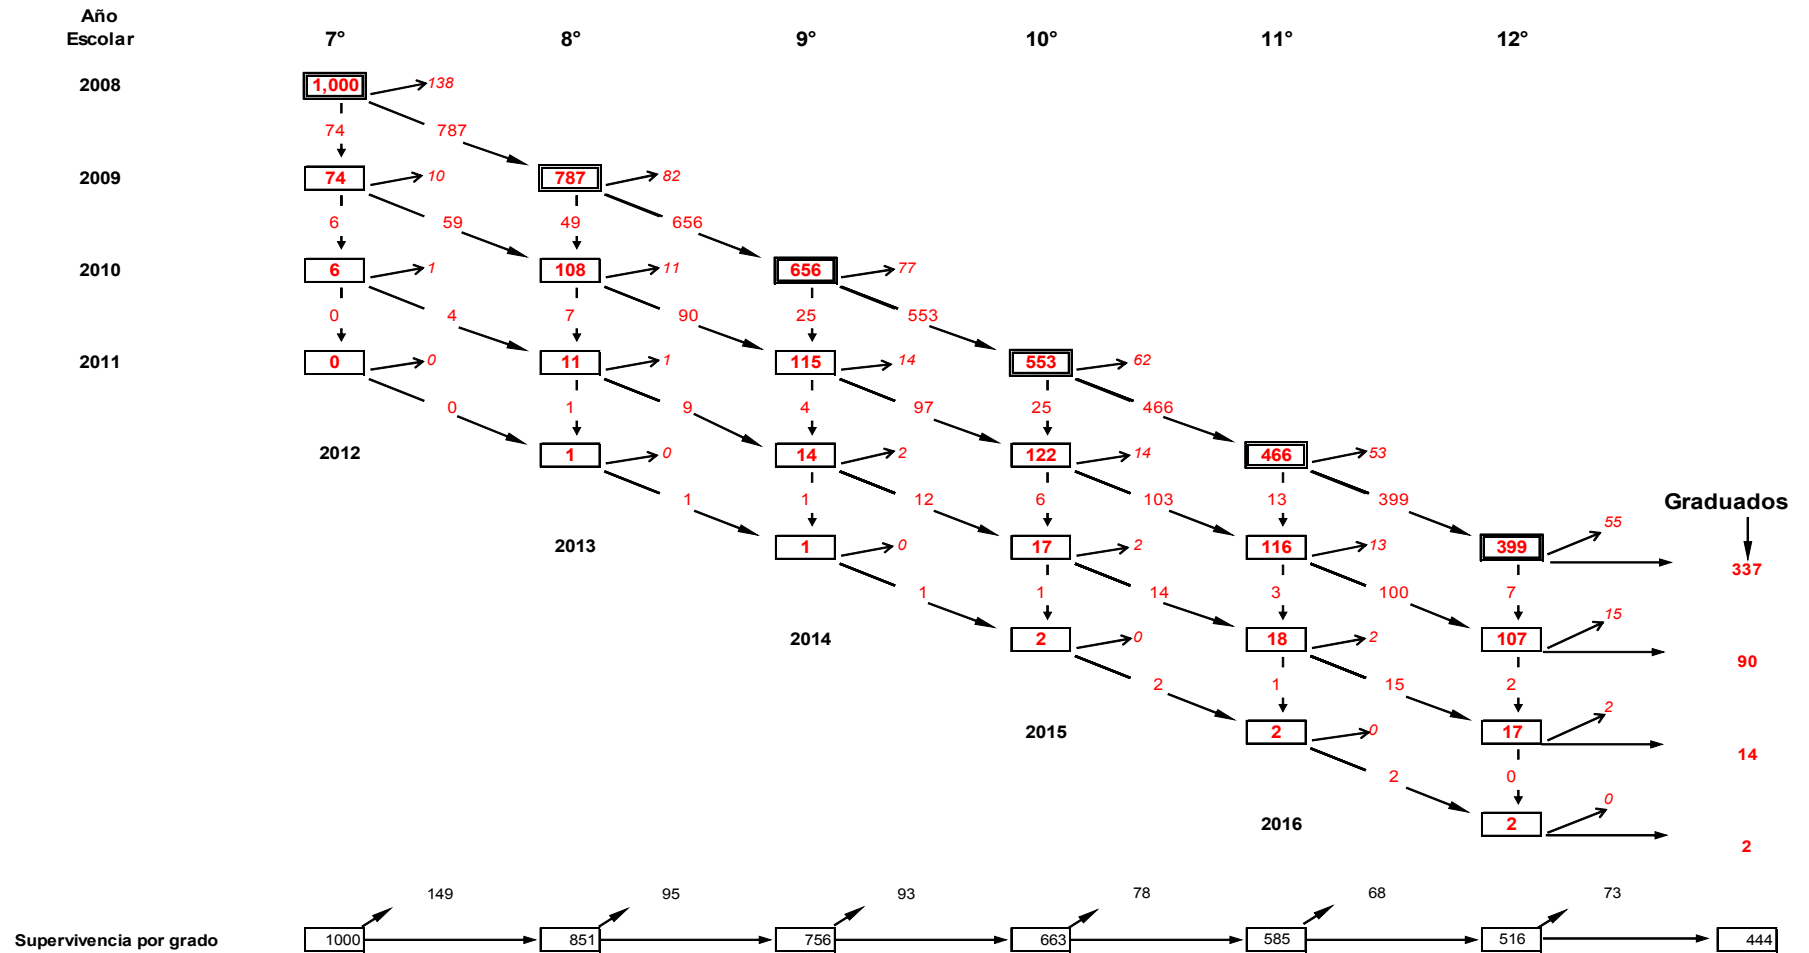 Año
Escolar 7° 8° 9° 10° 11° 12°
2008 1,000 138
74 787
2009 74 10 787 82
6 59 49 656
2010 6 1 108 11 656 77
0 4 7 90 25 553
2011 0 0 11 1 115 14 553 62
0 1 9 4 97 25 466
2012 1 0 14 2 122 14 466 53
1 1 12 6 103 13 399 Graduados
2013 1 0 17 2 116 13 399 55
337
1 1 14 3 100 7
2014 2 0 18 2 107 15
90
2 1 15 2
2015 2 0 17 2
14
2 0
2016 2 0
2
149 95 93 78 68 73
Supervivencia por grado 1000 851 756 663 585 516 444